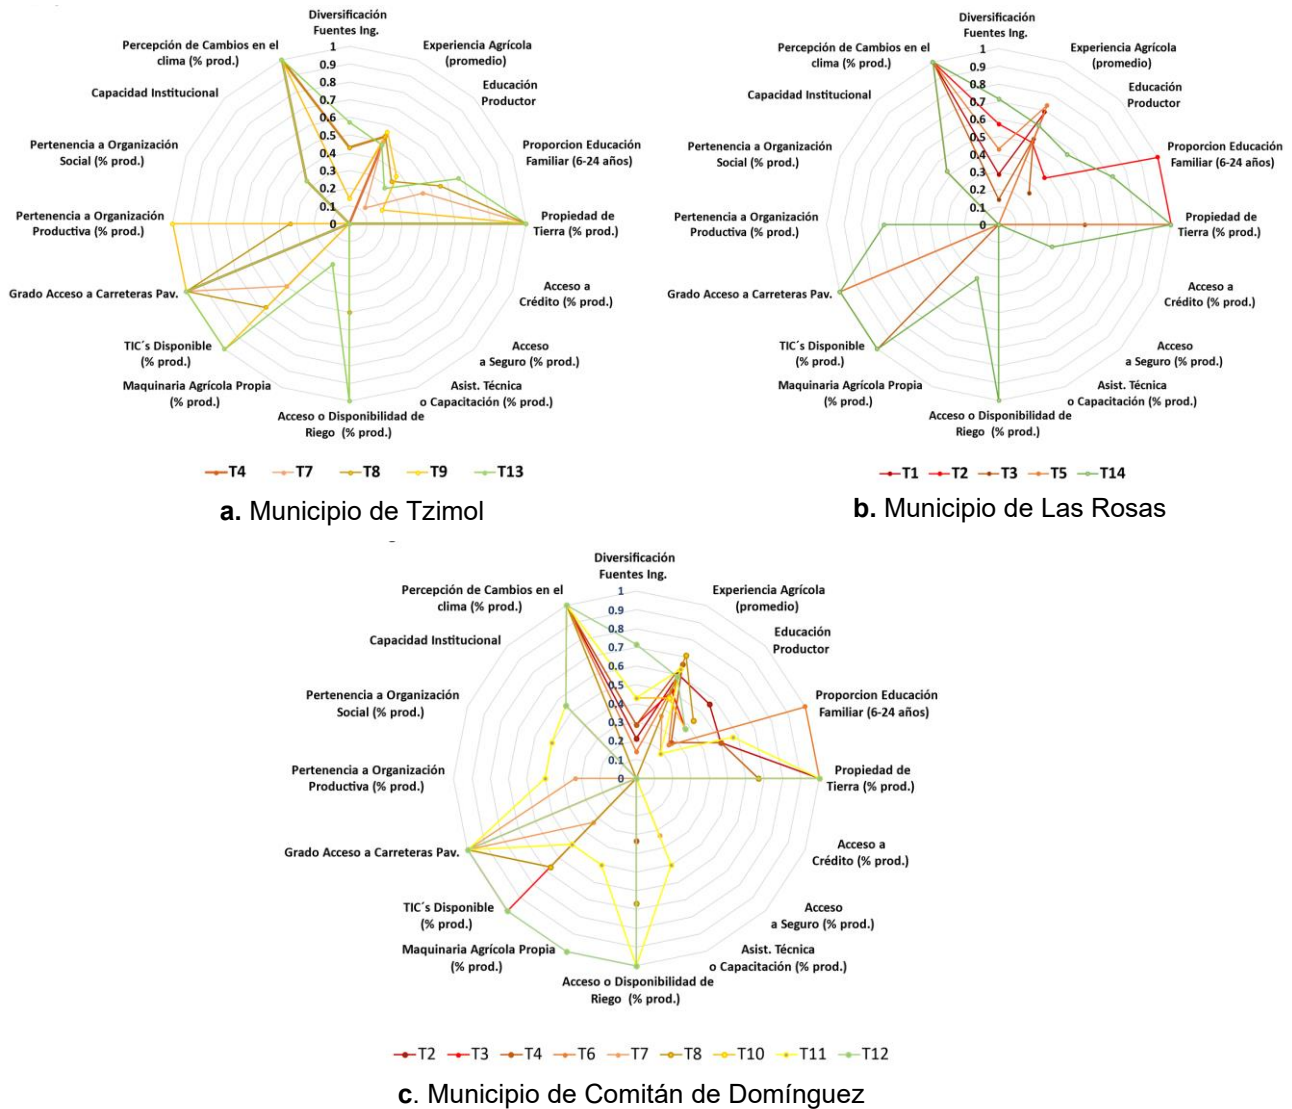 Diversificación
Fuentes Ing.
Experiencia Agrícola
(promedio)
Educación
Productor
Proporcion Educación
Familiar (6-24 años)
Propiedad de
Tierra (% prod.)
Acceso a
Crédito (% prod.)
Acceso
a Seguro (% prod.)
Asist. Técnica
o Capacitación (% prod.)
Acceso o Disponibilidad de
Riego (% prod.)
Maquinaria Agrícola Propia
(% prod.)
TIC´s Disponible
(% prod.)
Grado Acceso a Carreteras Pav.
Pertenencia a Organización
Productiva (% prod.)
Pertenencia a Organización
Social (% prod.)
Capacidad Institucional
Percepción de Cambios en el
clima (% prod.)
1
0.9
0.8
0.7
0.6
0.5
0.4
0.3
0.2
0.1
0
T4 T7 T8 T9 T13
a. Municipio de Tzimol
Diversificación
Fuentes Ing.
Experiencia Agrícola
(promedio)
Educación
Productor
Proporcion Educación
Familiar (6-24 años)
Propiedad de
Tierra (% prod.)
Acceso a
Crédito (% prod.)
Acceso
a Seguro (% prod.)
Asist. Técnica
o Capacitación (% prod.)
Acceso o Disponibilidad de
Riego (% prod.)
Maquinaria Agrícola Propia
(% prod.)
TIC´s Disponible
(% prod.)
Grado Acceso a Carreteras Pav.
Pertenencia a Organización
Productiva (% prod.)
Pertenencia a Organización
Social (% prod.)
Capacidad Institucional
Percepción de Cambios en el
clima (% prod.)
1
0.9
0.8
0.7
0.6
0.5
0.4
0.3
0.2
0.1
0
T1 T2 T3 T5 T14
b. Municipio de Las Rosas
Diversificación
Fuentes Ing.
Experiencia Agrícola
(promedio)
Educación
Productor
Proporcion Educación
Familiar (6-24 años)
Propiedad de
Tierra (% prod.)
Acceso a
Crédito (% prod.)
Acceso
a Seguro (% prod.)
Asist. Técnica
o Capacitación (% prod.)
Acceso o Disponibilidad de
Riego (% prod.)
Maquinaria Agrícola Propia
(% prod.)
TIC´s Disponible
(% prod.)
Grado Acceso a Carreteras Pav.
Pertenencia a Organización
Productiva (% prod.)
Pertenencia a Organización
Social (% prod.)
Capacidad Institucional
Percepción de Cambios en el
clima (% prod.)
1
0.9
0.8
0.7
0.6
0.5
0.4
0.3
0.2
0.1
0
T2 T3 T4 T6 T7 T8 T10 T11 T12
c. Municipio de Comitán de Domínguez